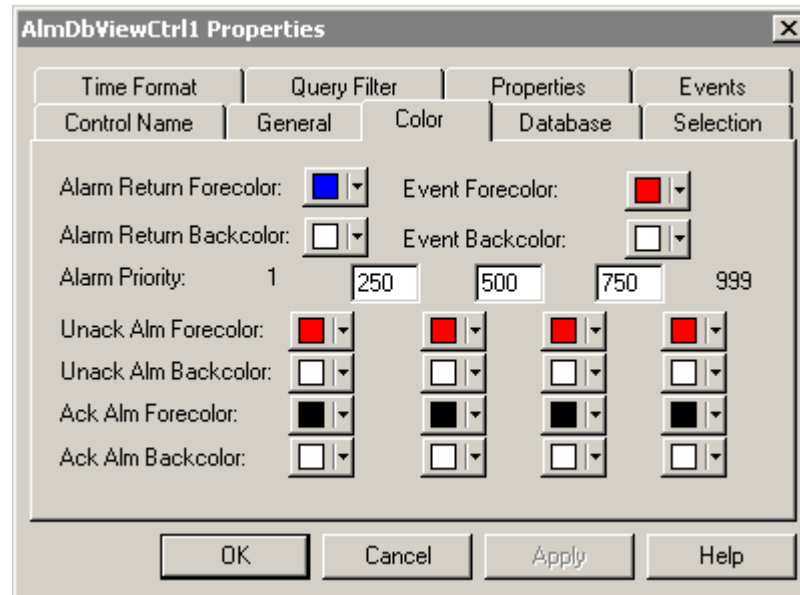 AlmDbViewCtrl1 Properties
Time Format Query Filter Properties Events
Control Name General Color Database Selection
Alarm Return Forecolor: Event Forecolor:
Alarm Return Backcolor: Event Backcolor:
Alarm Priority: 1 250 500 750 999
Unack Alm Forecolor:
Unack Alm Backcolor:
Ack Alm Forecolor:
Ack Alm Backcolor:
OK Cancel Apply Help